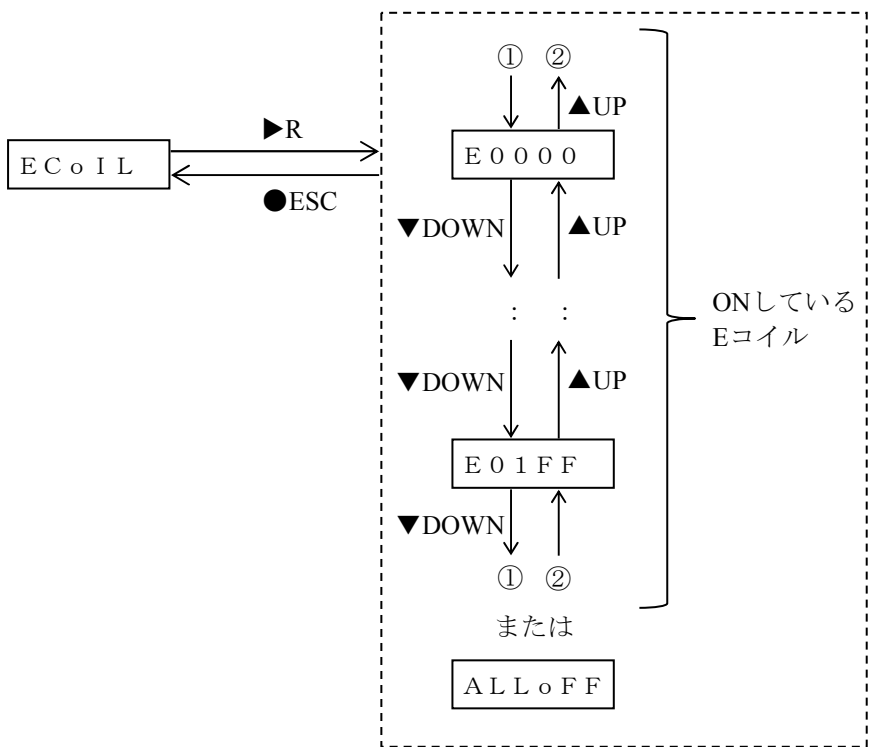 ① ②
▲UP
▶R
ECoIL
E0000
●ESC
▼DOWN ▲UP
: :
ONしている
Eコイル
▼DOWN ▲UP
E01FF
▼DOWN
① ②
または
ALLoFF